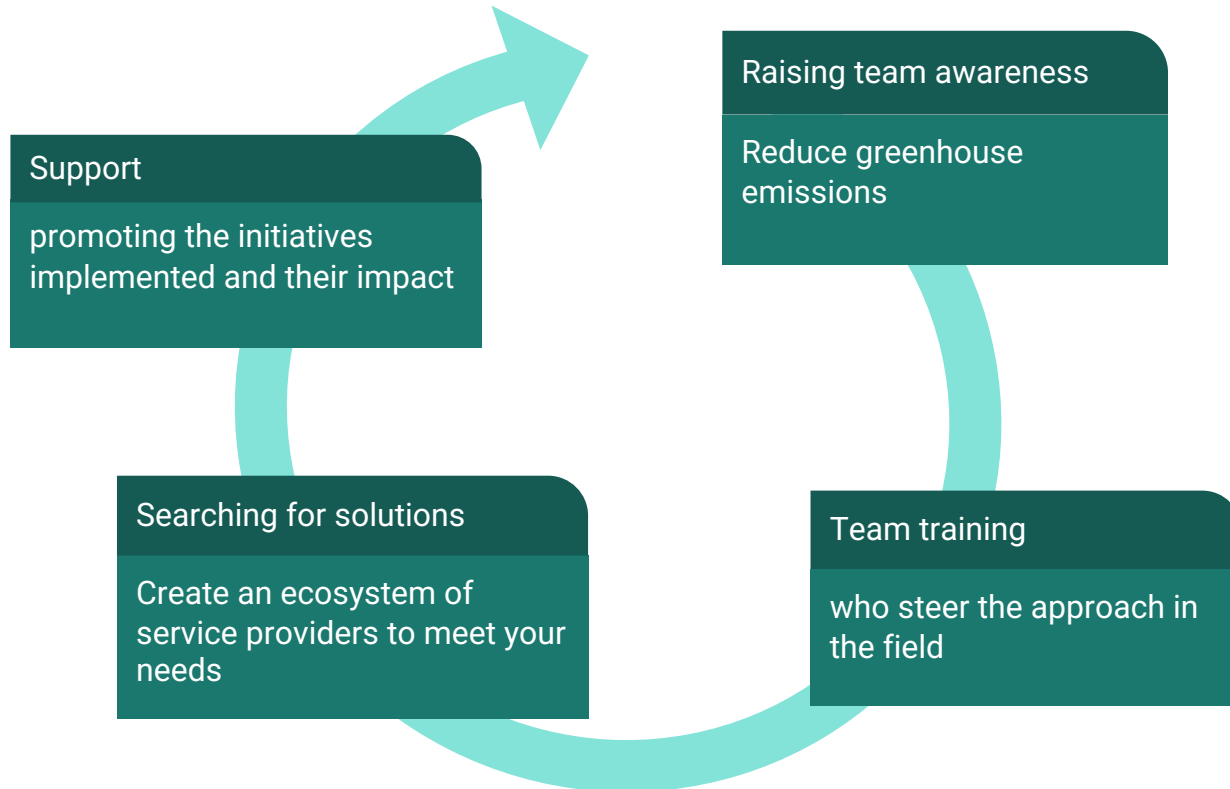 Raising team awareness
Reduce greenhouse
emissions
Team training
who steer the approach in
the field
Searching for solutions
Create an ecosystem of
service providers to meet your
needs
Support
promoting the initiatives
implemented and their impact